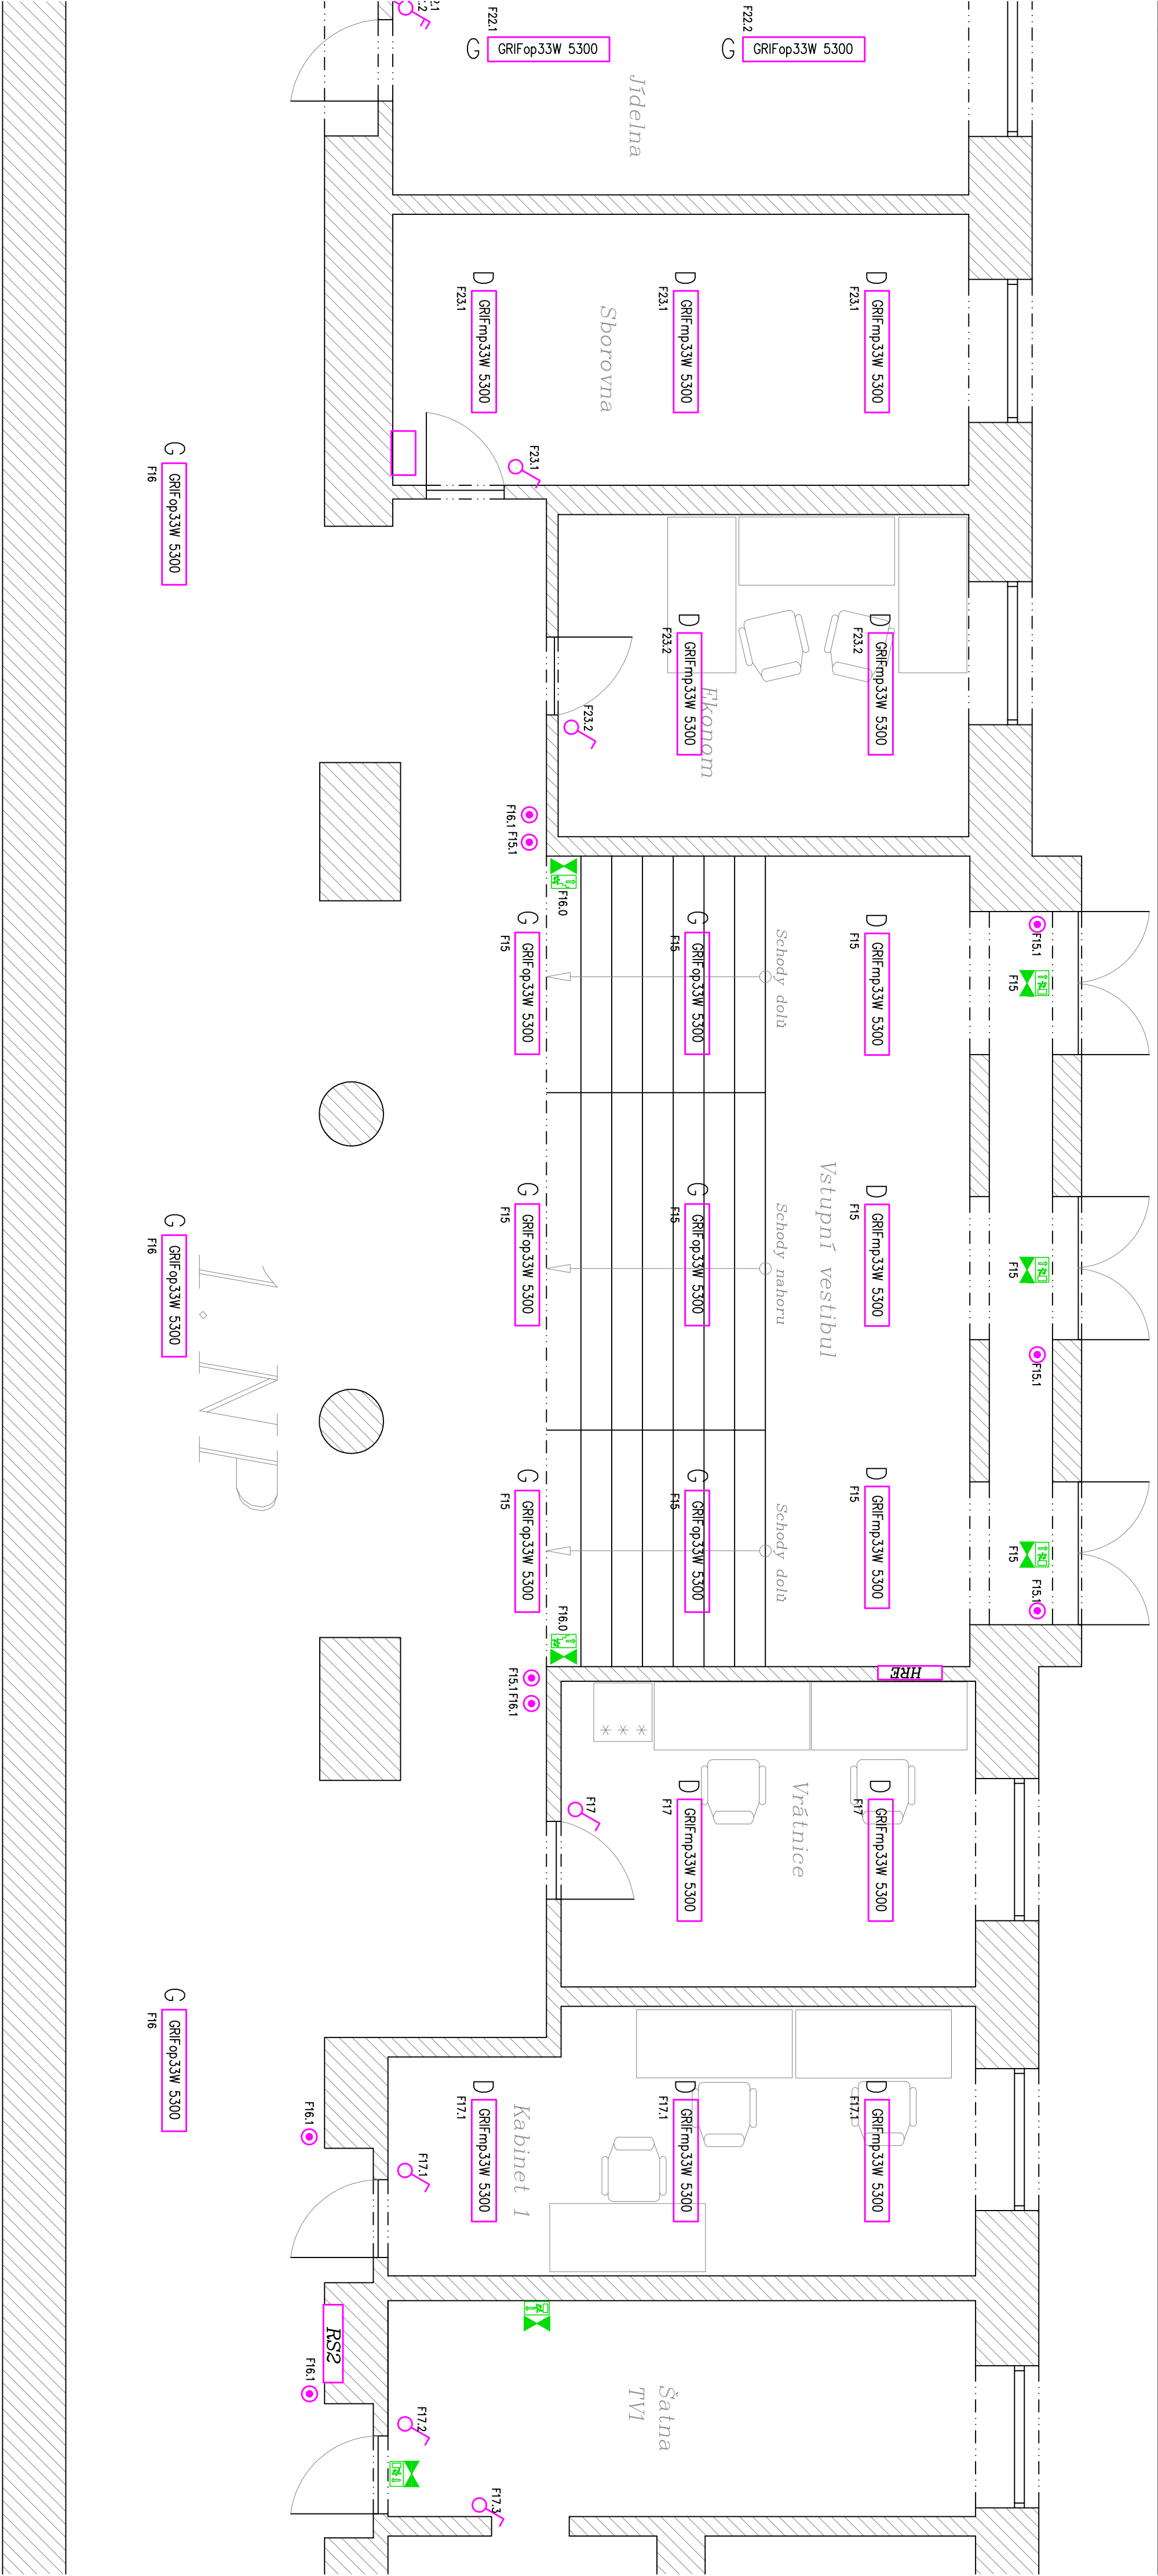 F22.1
GRIFop33W 5300
G
F22.2
GRIFop33W 5300
G
Jídelna
D
GRIFmp33W 5300
F23.1
D
GRIFmp33W 5300
F23.1
D
GRIFmp33W 5300
F23.1
Sborovna
F23.1
G
GRIFop33W 5300
F16
D
GRIFmp33W 5300
F23.2
D
GRIFmp33W 5300
F23.2
Ekonom
F23.2
F16.1
F15.1
F16.0
F15.1
F15
G
GRIFop33W 5300
F15
G
GRIFop33W 5300
F15
D
GRIFmp33W 5300
F15
Schody dolů
G
GRIFop33W 5300
F15
G
GRIFop33W 5300
F15
D
GRIFmp33W 5300
F15
Schody nahoru
Vstupní vestibul
F15
F15.1
G
GRIFop33W 5300
F16
1. NP
G
GRIFop33W 5300
F15
G
GRIFop33W 5300
F15
D
GRIFmp33W 5300
F15
Schody dolů
F15
F15.1
F16.0
F15.1
F16.1
HRE
***
F17
D
GRIFmp33W 5300
F17
D
GRIFmp33W 5300
F17
Vrátnice
G
GRIFop33W 5300
F16
F16.1
F17.1
D
GRIFmp33W 5300
F17.1
D
GRIFmp33W 5300
F17.1
D
GRIFmp33W 5300
F17.1
Kabinet 1
RS2
F16.1
F17.2
F17.3
Šatna
TV1